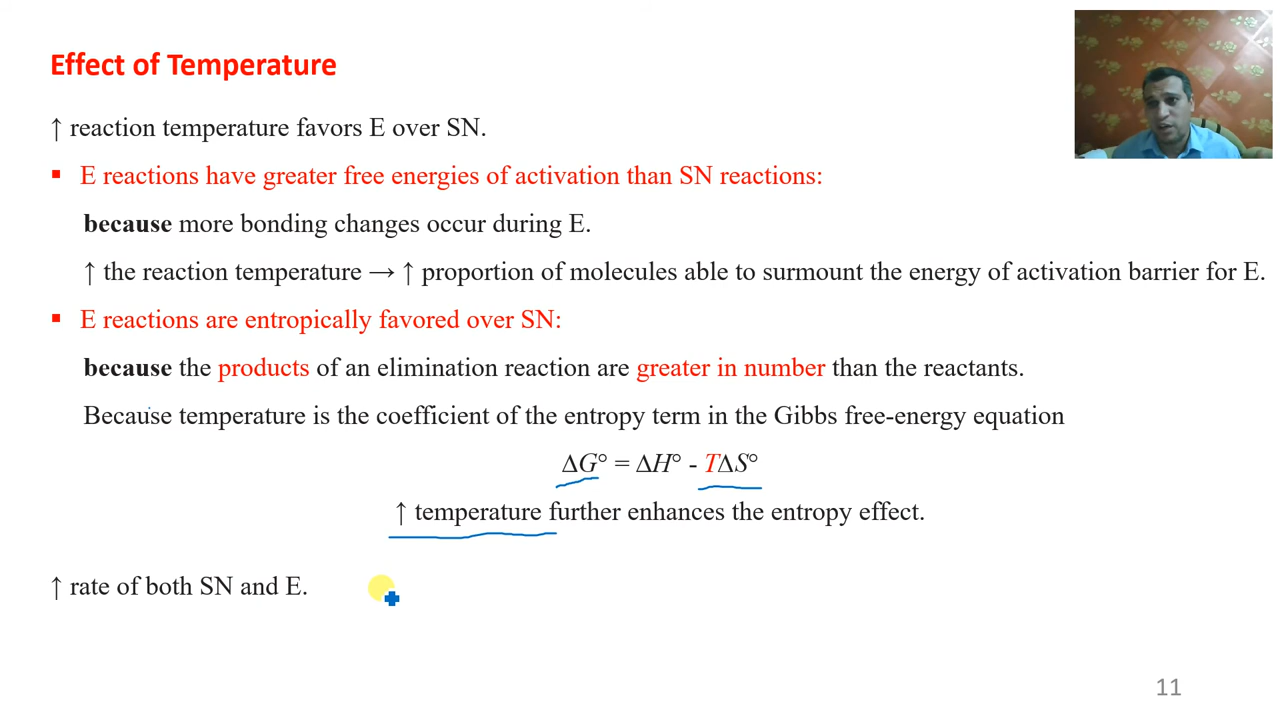 Effect of Temperature
↑ reaction temperature favors E over SN.
▪ E reactions have greater free energies of activation than SN reactions:
because more bonding changes occur during E.
↑ the reaction temperature → ↑ proportion of molecules able to surmount the energy of activation barrier for E.
▪ E reactions are entropically favored over SN:
because the products of an elimination reaction are greater in number than the reactants.
Because temperature is the coefficient of the entropy term in the Gibbs free-energy equation
ΔG° = ΔH° - TΔS°
↑ temperature further enhances the entropy effect.
↑ rate of both SN and E.
11